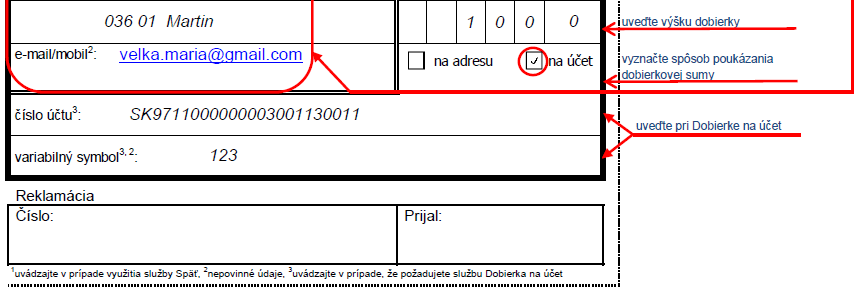 036 01 Martin
1 0 0 0
uveďte výšku dobierky
e-mail/mobil2: velka.maria@gmail.com
na adresu na účet
vyznačte spôsob poukázania
dobierkovej sumy
číslo účtu3: SK9711000000003001130011
uveďte pri Dobierke na účet
variabilný symbol3, 2: 123
Reklamácia
Číslo: Prijal:
1uvádzajte v prípade využitia služby Späť, 2nepovinné údaje, 3uvádzajte v prípade, že požadujete službu Dobierka na účet